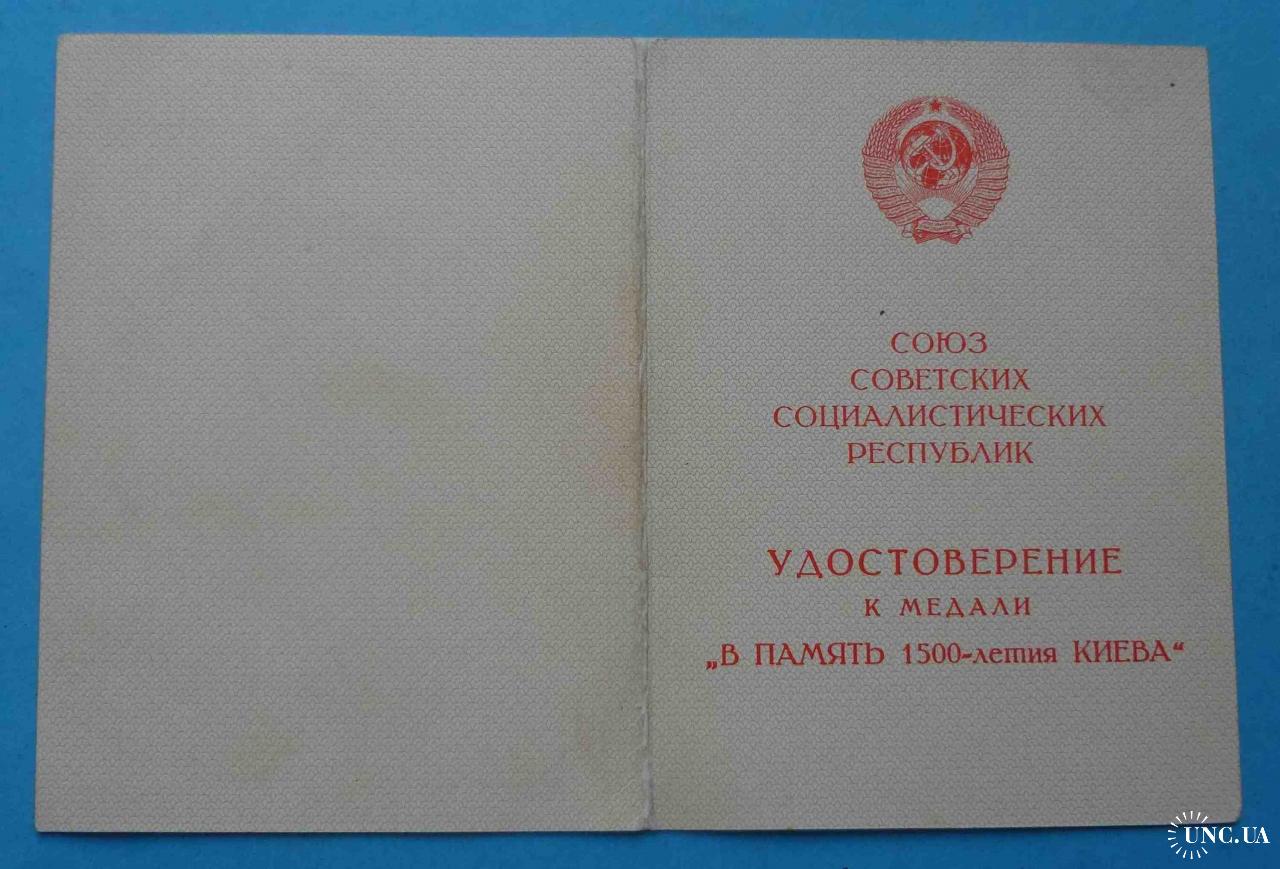 СОЮЗ
СОВЕТСКИХ
СОЦИАЛИСТИЧЕСКИХ
РЕСПУБЛИК
УДОСТОВЕРЕНИЕ
К МЕДАЛИ
„В ПАМЯТЬ 1500-летия КИЕВА“
UNC.UA